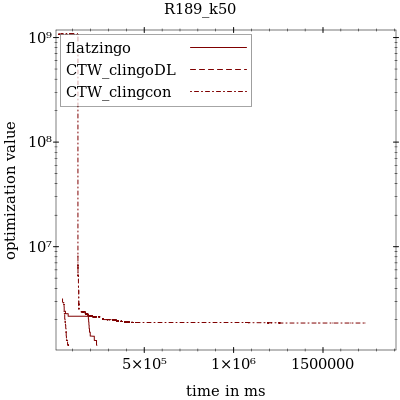 R189_k50
10⁹
flatzingo
CTW_clingoDL
CTW_clingcon
10⁸
optimization value
10⁷
5×10⁵
1×10⁶
1500000
time in ms